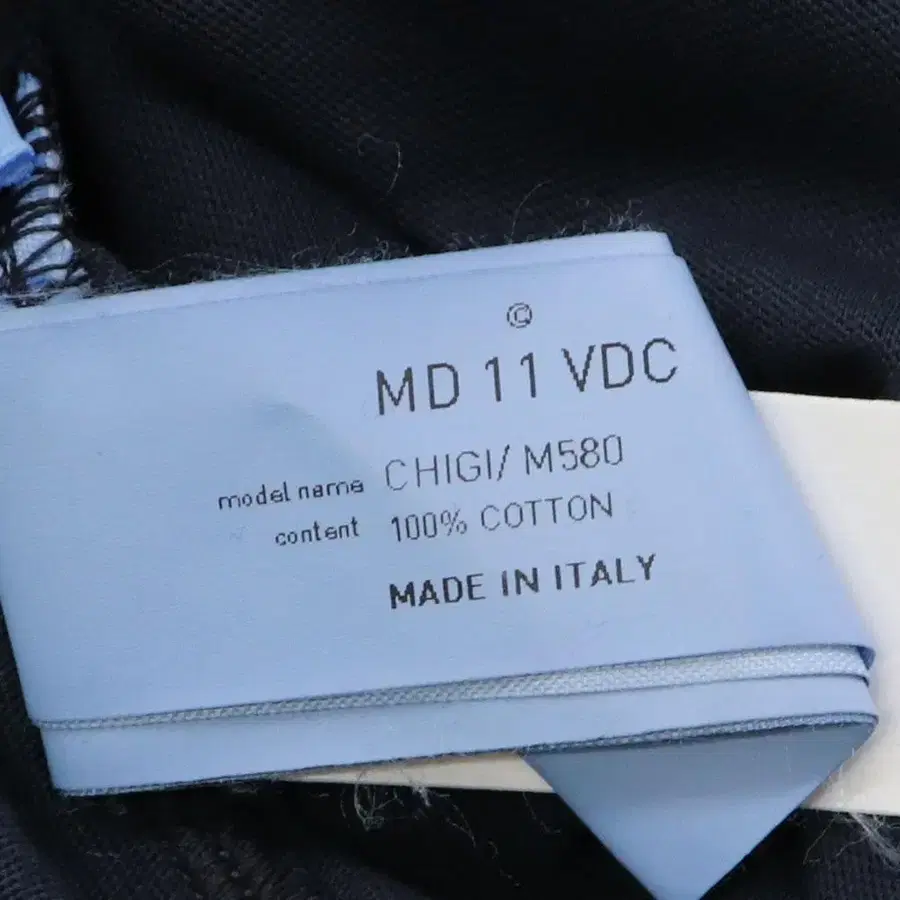 ©
MD 11 VDC
model name CHIGI/ M580
content 100% COTTON
MADE IN ITALY